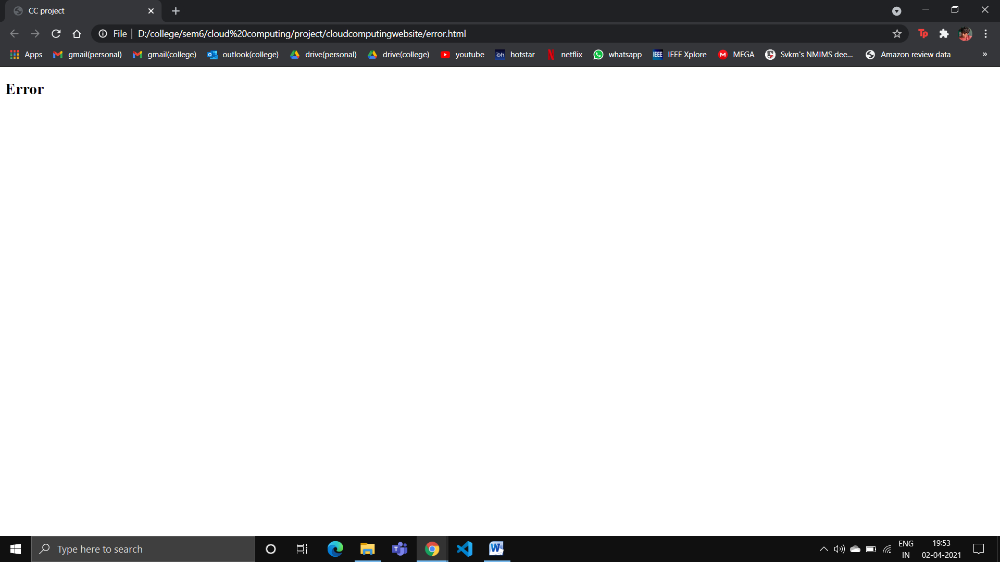 CC project
File D:/college/sem6/cloud%20computing/project/cloudcomputingwebsite/error.html
Apps gmail(personal) gmail(college) outlook(college) drive(personal) drive(college) youtube hotstar netflix whatsapp IEEE Xplore MEGA Svkm's NMIMS dee... Amazon review data »
Error
Type here to search
ENG 19:53
IN 02-04-2021